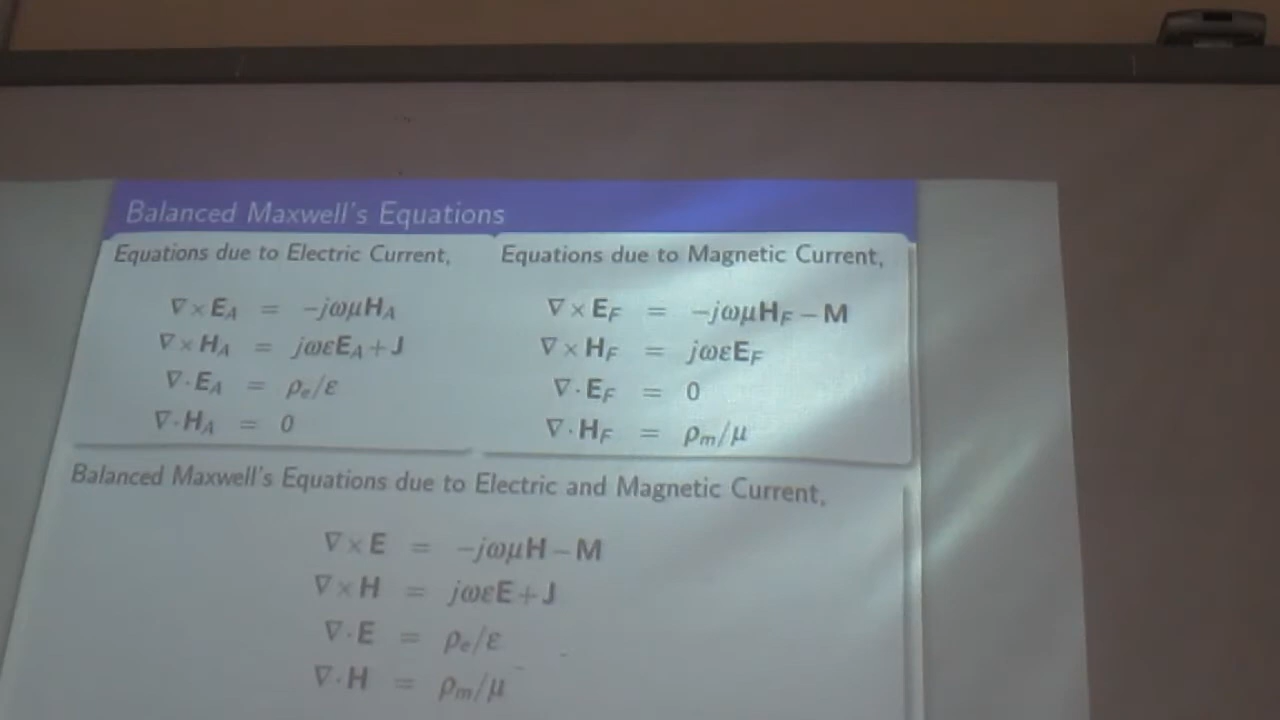 Balanced Maxwell's Equations
Equations due to Electric Current,
∇×E_A = -jωμH_A
∇×H_A = jωεE_A+J
∇·E_A = ρ_e/ε
∇·H_A = 0
Equations due to Magnetic Current,
∇×E_F = -jωμH_F-M
∇×H_F = jωεE_F
∇·E_F = 0
∇·H_F = ρ_m/μ
Balanced Maxwell's Equations due to Electric and Magnetic Current,
∇×E = -jωμH-M
∇×H = jωεE+J
∇·E = ρ_e/ε
∇·H = ρ_m/μ